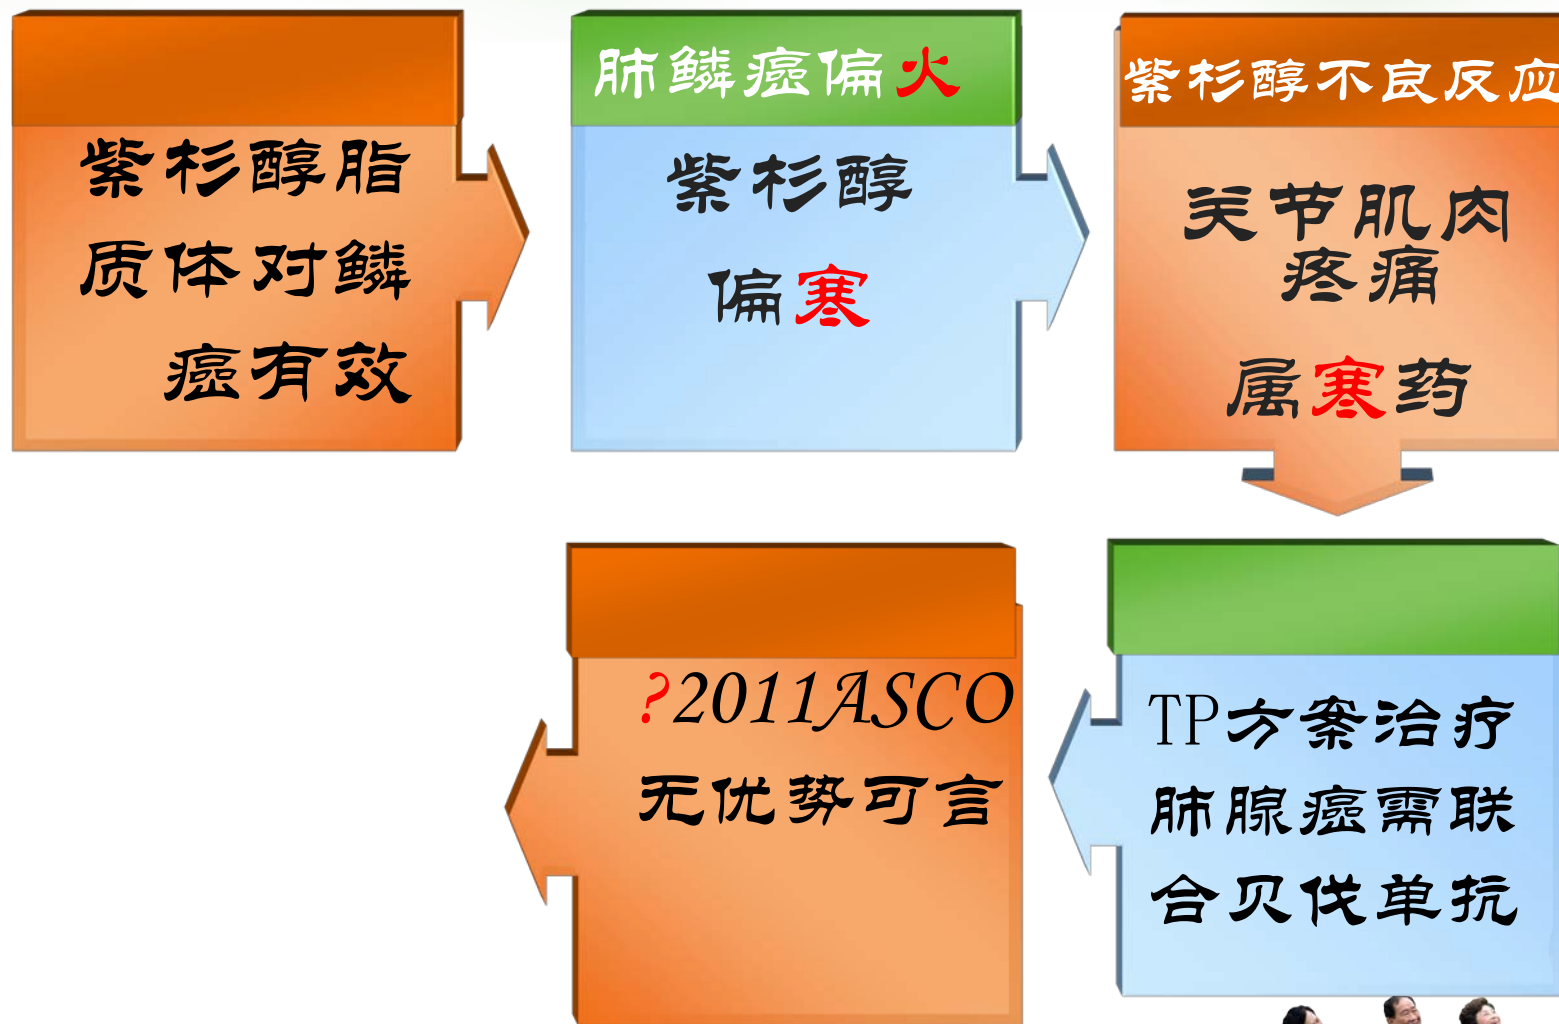 紫杉醇脂
质体对鳞
癌有效
肺鳞癌偏火
紫杉醇
偏寒
紫杉醇不良反应
关节肌肉
疼痛
属寒药
TP方案治疗
肺腺癌需联
合贝伐单抗
?2011ASCO
无优势可言